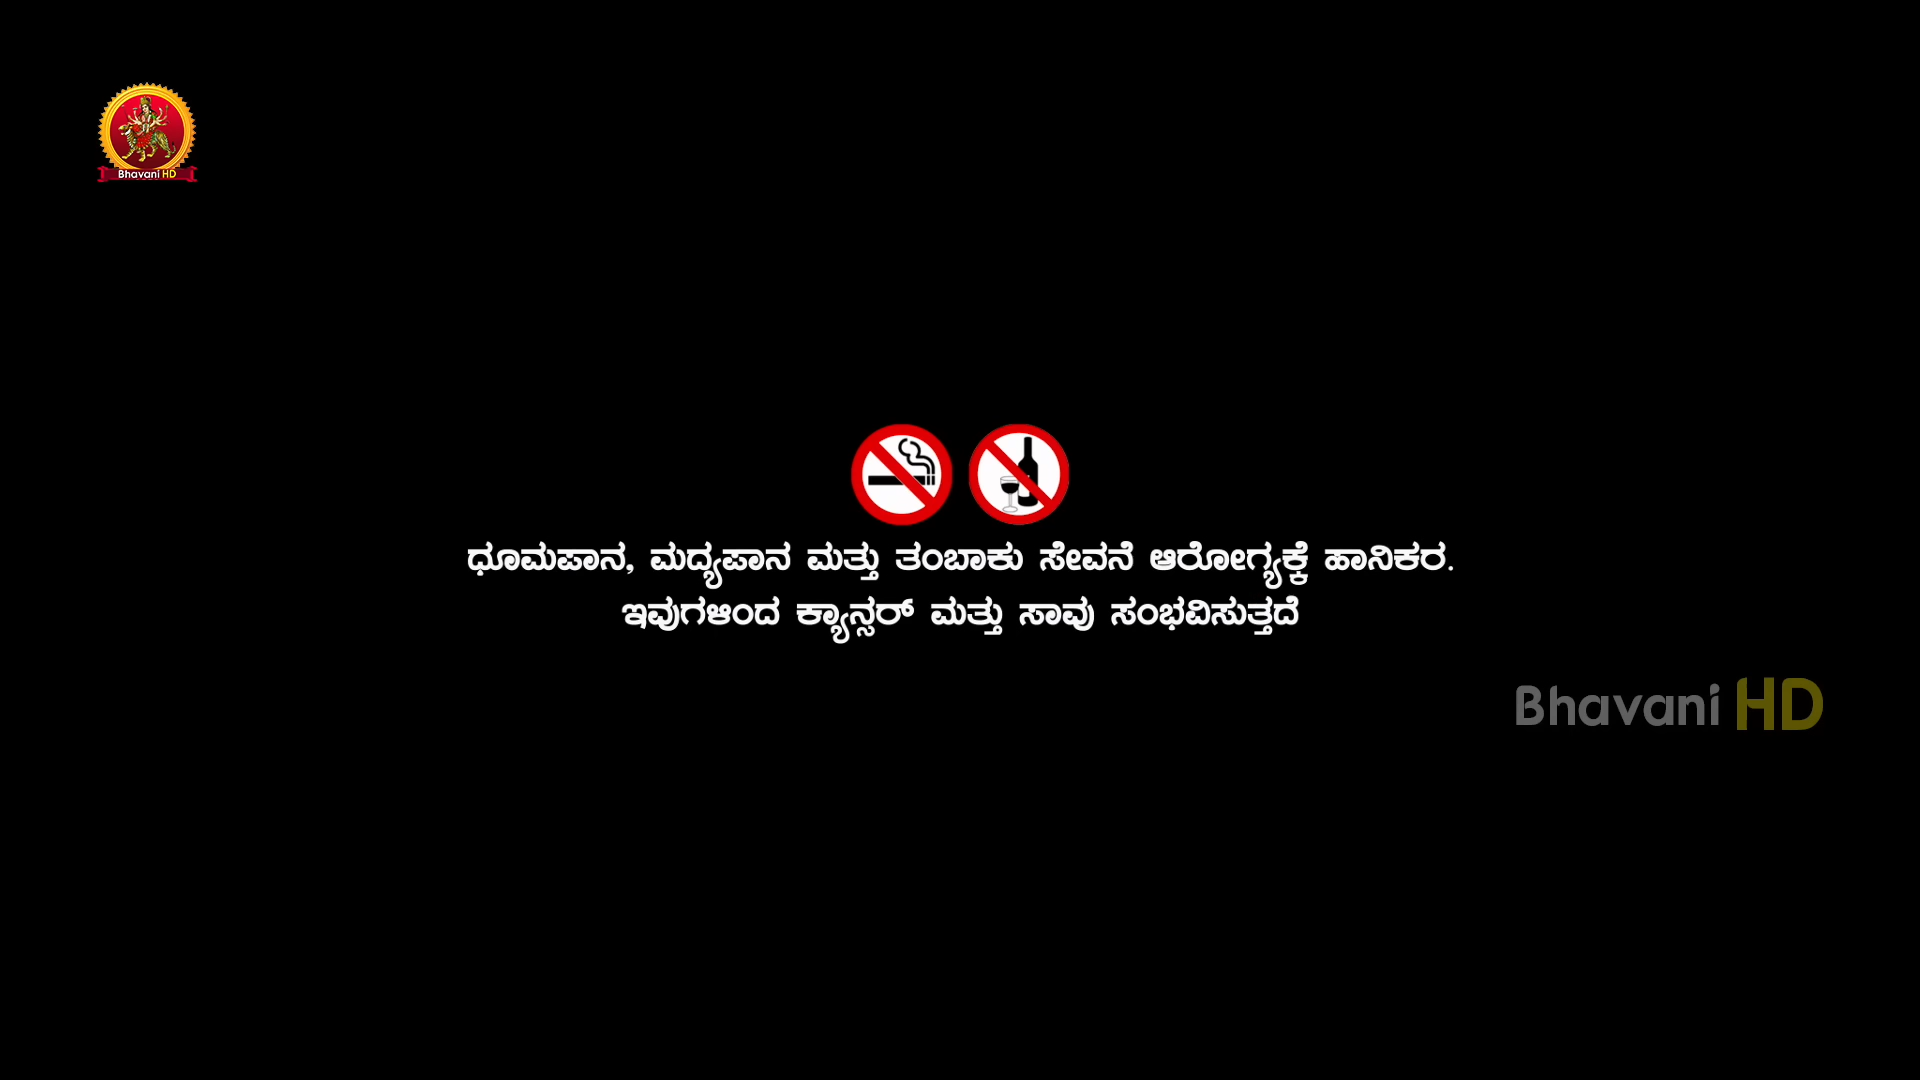 Bhavani HD
ಧೂಮಪಾನ, ಮದ್ಯಪಾನ ಮತ್ತು ತಂಬಾಕು ಸೇವನೆ ಆರೋಗ್ಯಕ್ಕೆ ಹಾನಿಕರ.
ಇವುಗಳಿಂದ ಕ್ಯಾನ್ಸರ್ ಮತ್ತು ಸಾವು ಸಂಭವಿಸುತ್ತದೆ
Bhavani HD